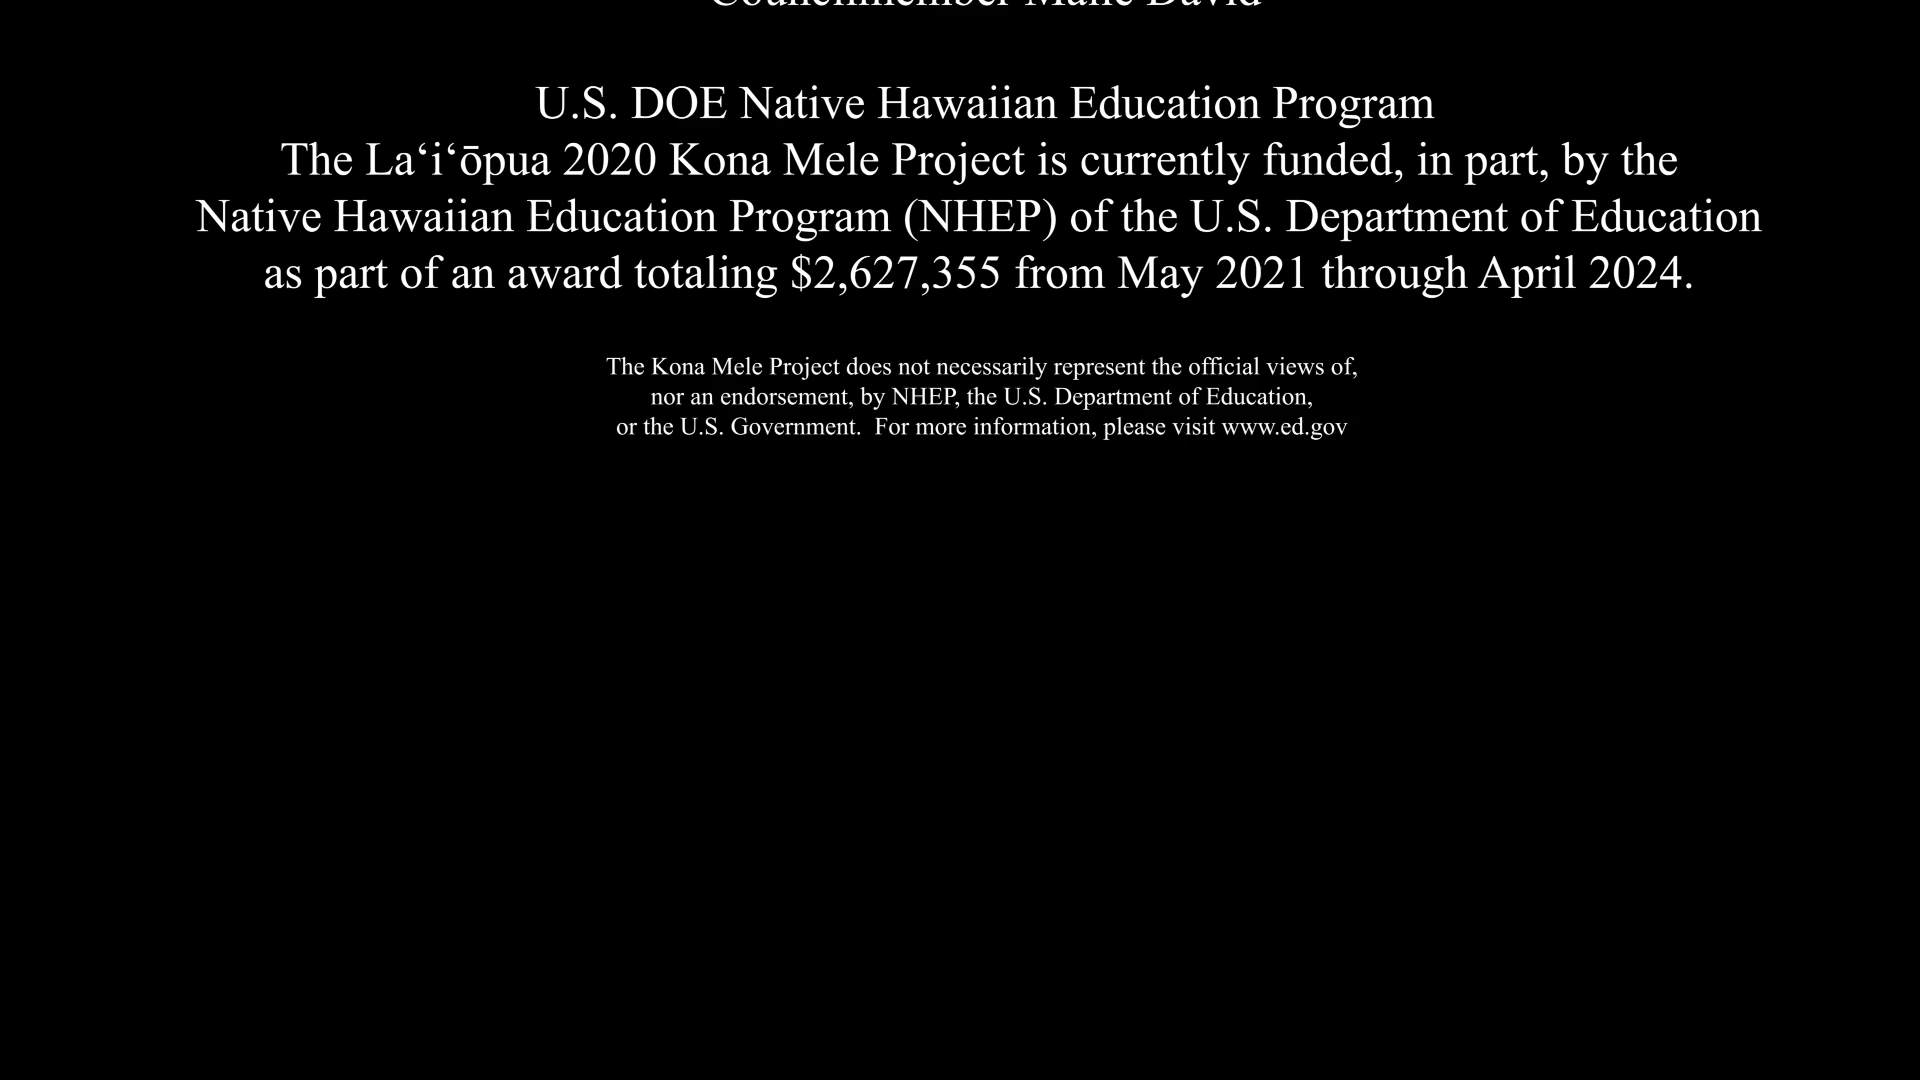 Councilmember Mane David
U.S. DOE Native Hawaiian Education Program
The Laʻiʻōpua 2020 Kona Mele Project is currently funded, in part, by the
Native Hawaiian Education Program (NHEP) of the U.S. Department of Education
as part of an award totaling $2,627,355 from May 2021 through April 2024.
The Kona Mele Project does not necessarily represent the official views of,
nor an endorsement, by NHEP, the U.S. Department of Education,
or the U.S. Government.  For more information, please visit www.ed.gov